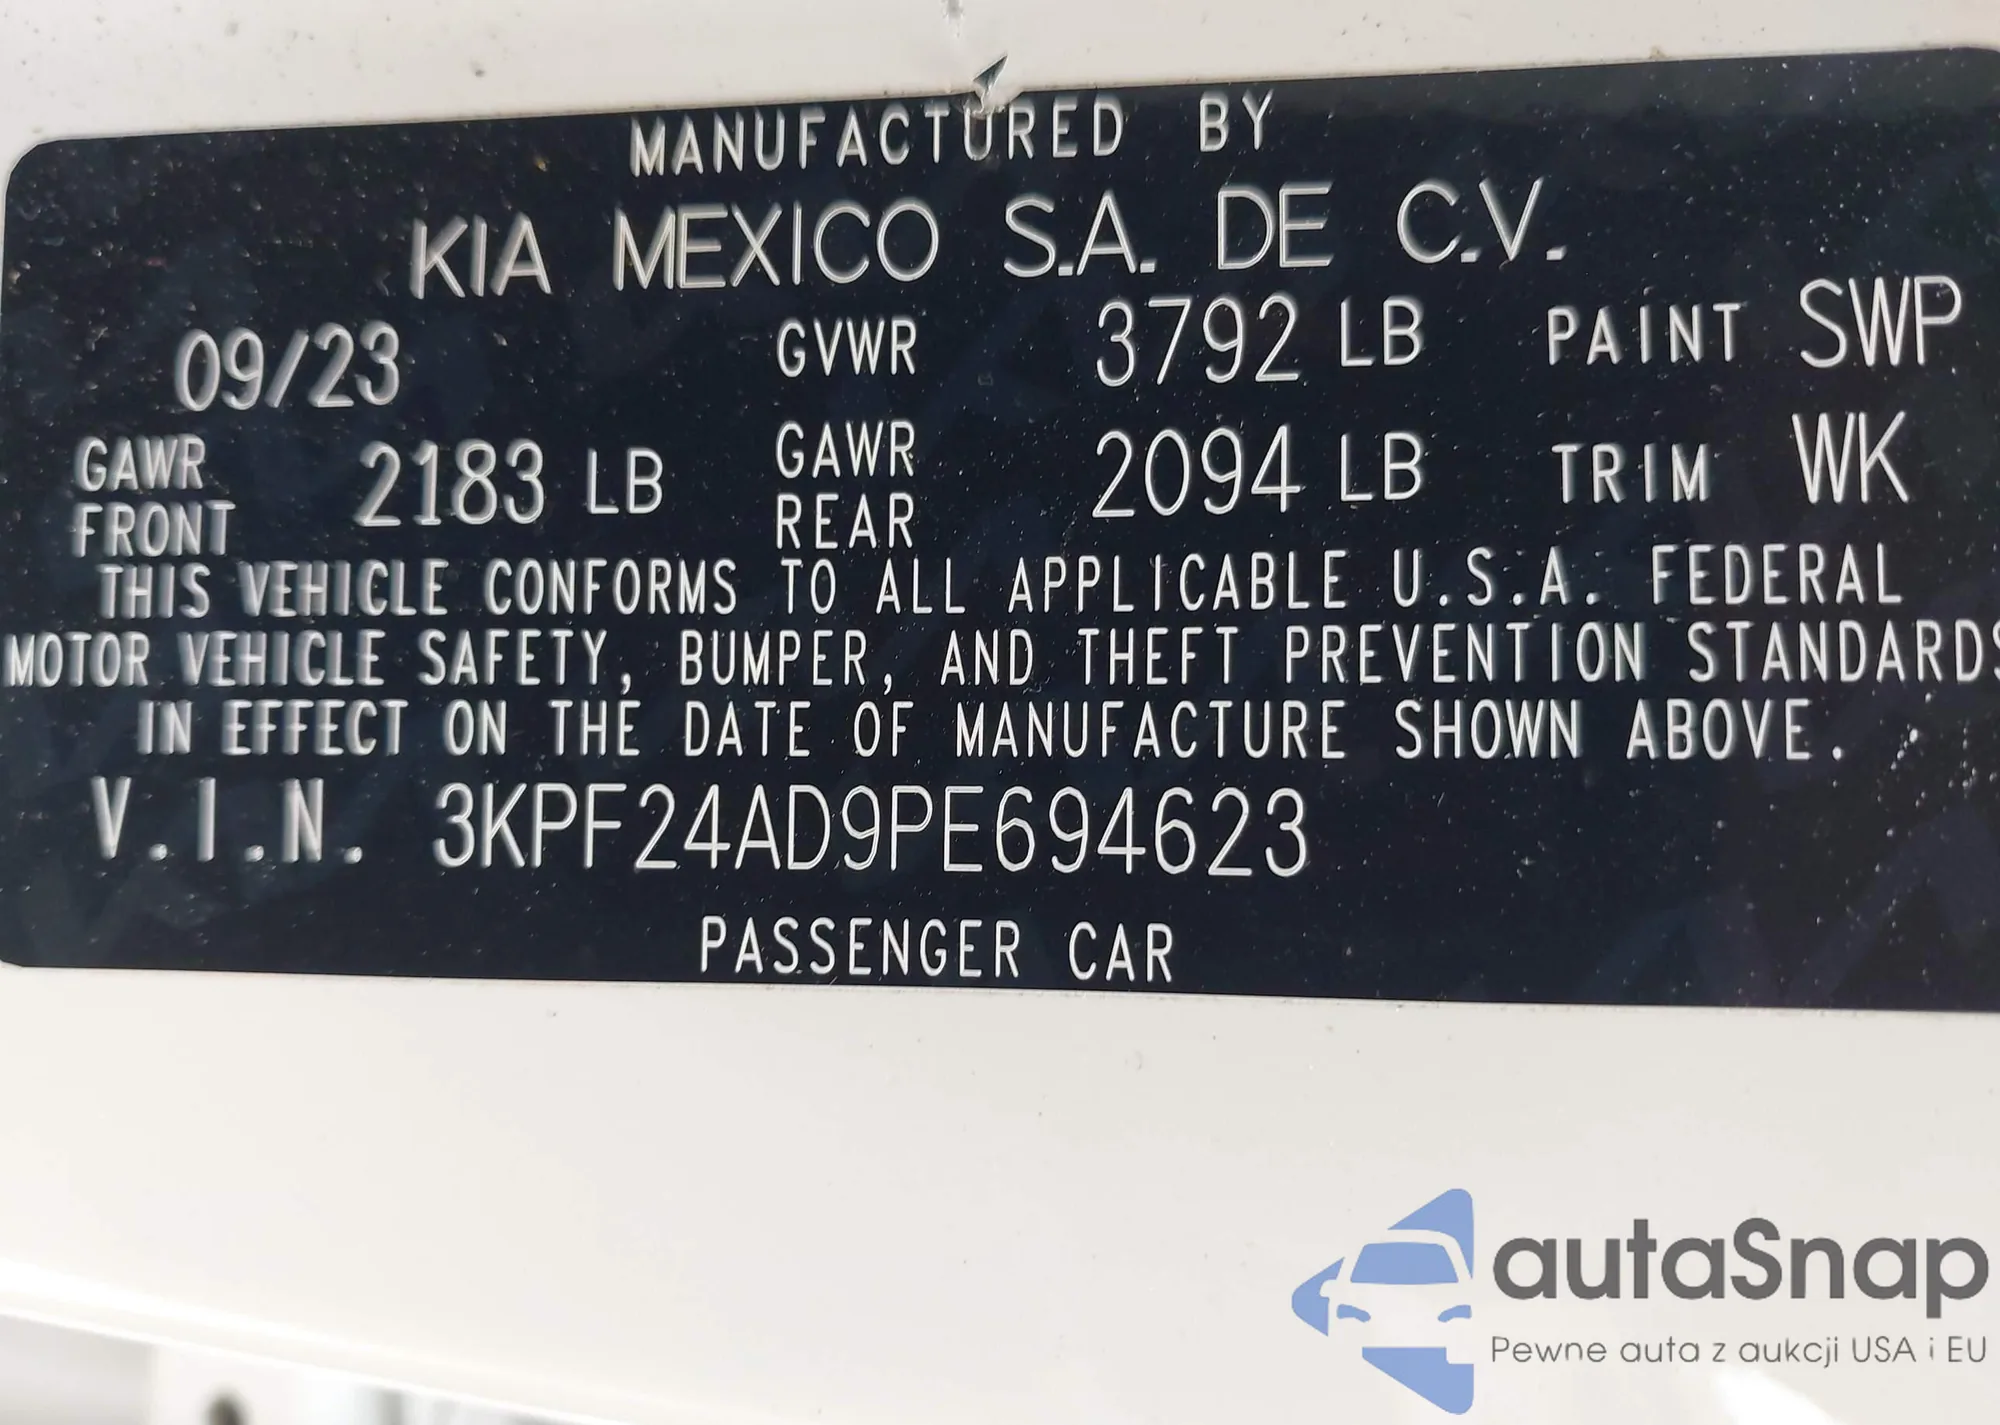 MANUFACTURED BY
KIA MEXICO S.A. DE C.V.
09/23 GVWR 3792 LB PAINT SWP
GAWR FRONT 2183 LB GAWR REAR 2094 LB TRIM WK
THIS VEHICLE CONFORMS TO ALL APPLICABLE U.S.A. FEDERAL
MOTOR VEHICLE SAFETY, BUMPER, AND THEFT PREVENTION STANDARDS
IN EFFECT ON THE DATE OF MANUFACTURE SHOWN ABOVE.
V.I.N. 3KPF24AD9PE694623
PASSENGER CAR
autaSnap
Pewne auta z aukcji USA i EU